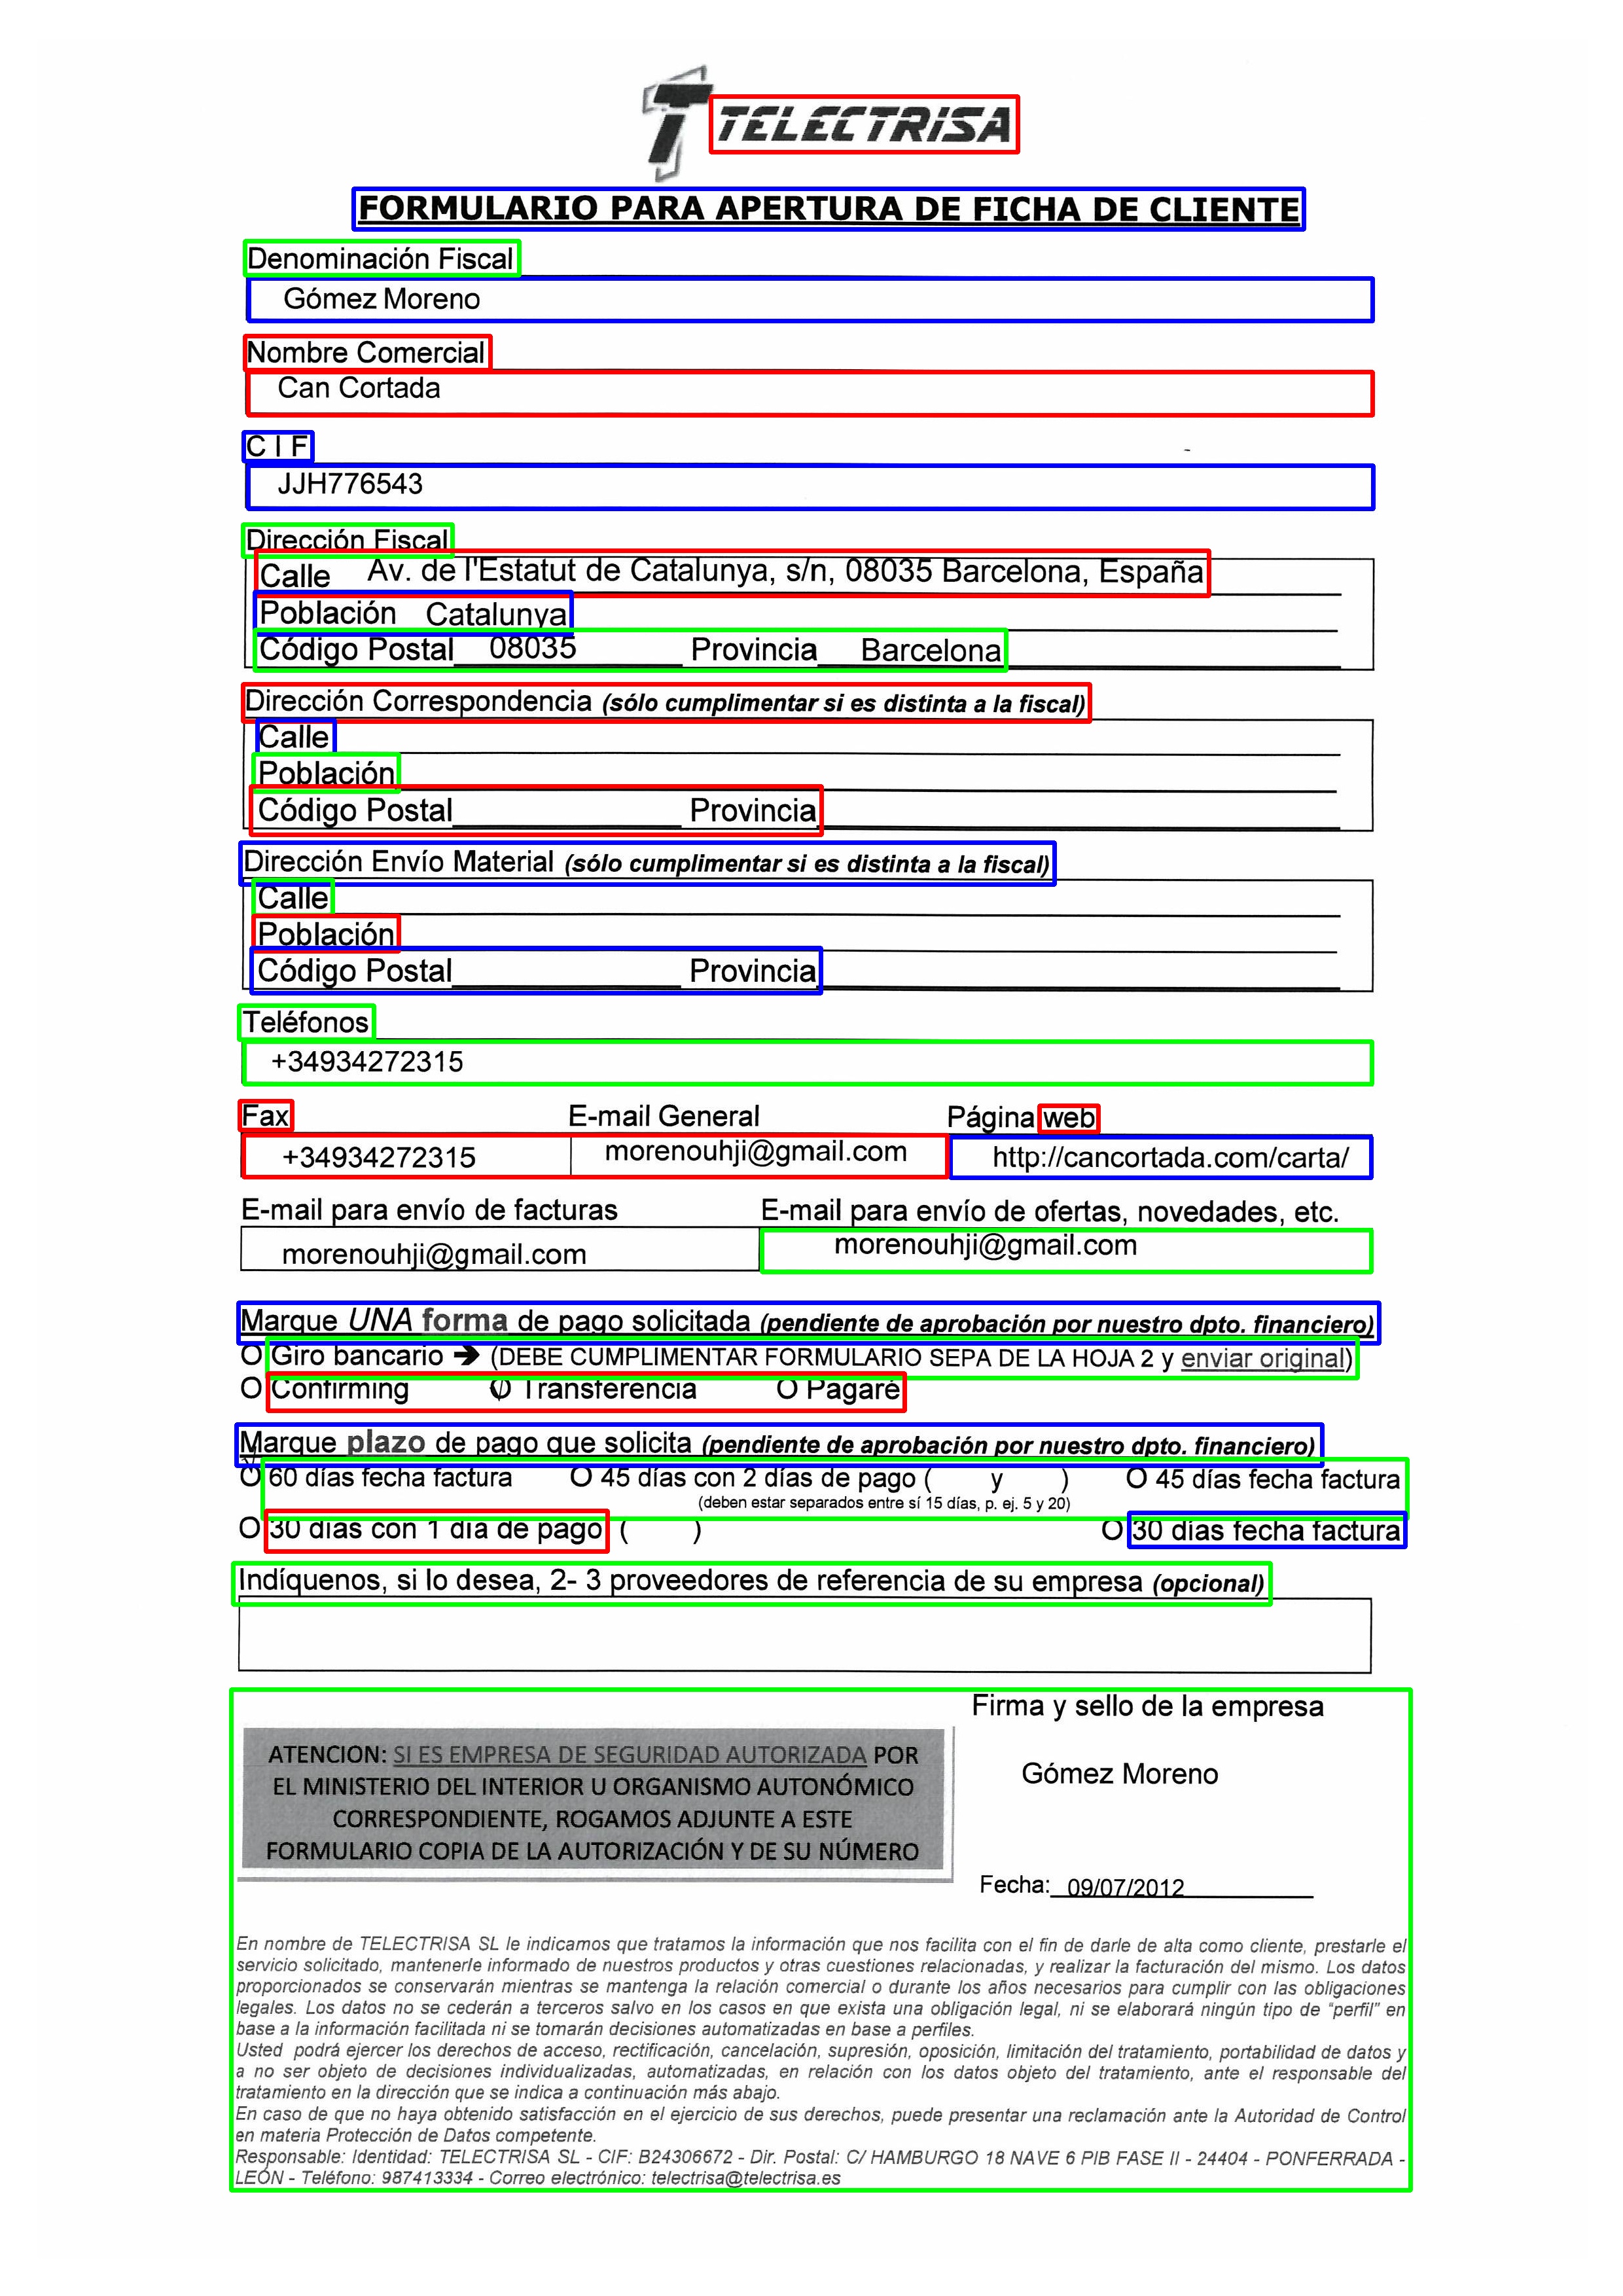 TELECTRISA
FORMULARIO PARA APERTURA DE FICHA DE CLIENTE
Denominación Fiscal
Gómez Moreno
Nombre Comercial
Can Cortada
C I F
JJH776543
Dirección Fiscal
Calle Av. de l'Estatut de Catalunya, s/n, 08035 Barcelona, España
Población Catalunya
Código Postal 08035 Provincia Barcelona
Dirección Correspondencia (sólo cumplimentar si es distinta a la fiscal)
Calle
Población
Código Postal Provincia
Dirección Envío Material (sólo cumplimentar si es distinta a la fiscal)
Calle
Población
Código Postal Provincia
Teléfonos
+34934272315
Fax E-mail General Página web
+34934272315 morenouhji@gmail.com http://cancortada.com/carta/
E-mail para envío de facturas E-mail para envío de ofertas, novedades, etc.
morenouhji@gmail.com morenouhji@gmail.com
Marque UNA forma de pago solicitada (pendiente de aprobación por nuestro dpto. financiero)
O Giro bancario ➔ (DEBE CUMPLIMENTAR FORMULARIO SEPA DE LA HOJA 2 y enviar original)
O Confirming O Transferencia O Pagaré
Marque plazo de pago que solicita (pendiente de aprobación por nuestro dpto. financiero)
O 60 días fecha factura O 45 días con 2 días de pago ( y ) O 45 días fecha factura
(deben estar separados entre sí 15 días, p. ej. 5 y 20)
O 30 días con 1 día de pago ( ) O 30 días fecha factura
Indíquenos, si lo desea, 2- 3 proveedores de referencia de su empresa (opcional)
Firma y sello de la empresa
ATENCION: SI ES EMPRESA DE SEGURIDAD AUTORIZADA POR
EL MINISTERIO DEL INTERIOR U ORGANISMO AUTONÓMICO
CORRESPONDIENTE, ROGAMOS ADJUNTE A ESTE
FORMULARIO COPIA DE LA AUTORIZACIÓN Y DE SU NÚMERO
Gómez Moreno
Fecha: 09/07/2012
En nombre de TELECTRISA SL le indicamos que tratamos la información que nos facilita con el fin de darle de alta como cliente, prestarle el
servicio solicitado, mantenerle informado de nuestros productos y otras cuestiones relacionadas, y realizar la facturación del mismo. Los datos
proporcionados se conservarán mientras se mantenga la relación comercial o durante los años necesarios para cumplir con las obligaciones
legales. Los datos no se cederán a terceros salvo en los casos en que exista una obligación legal, ni se elaborará ningún tipo de “perfil” en
base a la información facilitada ni se tomarán decisiones automatizadas en base a perfiles.
Usted podrá ejercer los derechos de acceso, rectificación, cancelación, supresión, oposición, limitación del tratamiento, portabilidad de datos y
a no ser objeto de decisiones individualizadas, automatizadas, en relación con los datos objeto del tratamiento, ante el responsable del
tratamiento en la dirección que se indica a continuación más abajo.
En caso de que no haya obtenido satisfacción en el ejercicio de sus derechos, puede presentar una reclamación ante la Autoridad de Control
en materia Protección de Datos competente.
Responsable: Identidad: TELECTRISA SL - CIF: B24306672 - Dir. Postal: C/ HAMBURGO 18 NAVE 6 PIB FASE II - 24404 - PONFERRADA -
LEÓN - Teléfono: 987413334 - Correo electrónico: telectrisa@telectrisa.es